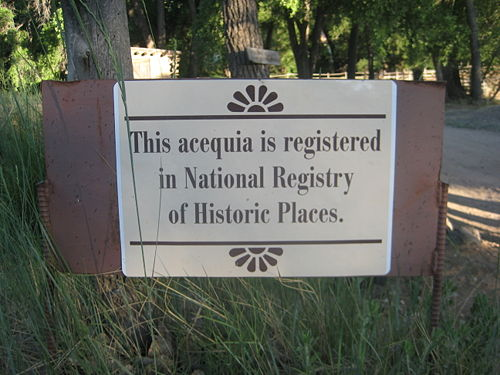 This acequia is registered
in National Registry
of Historic Places.